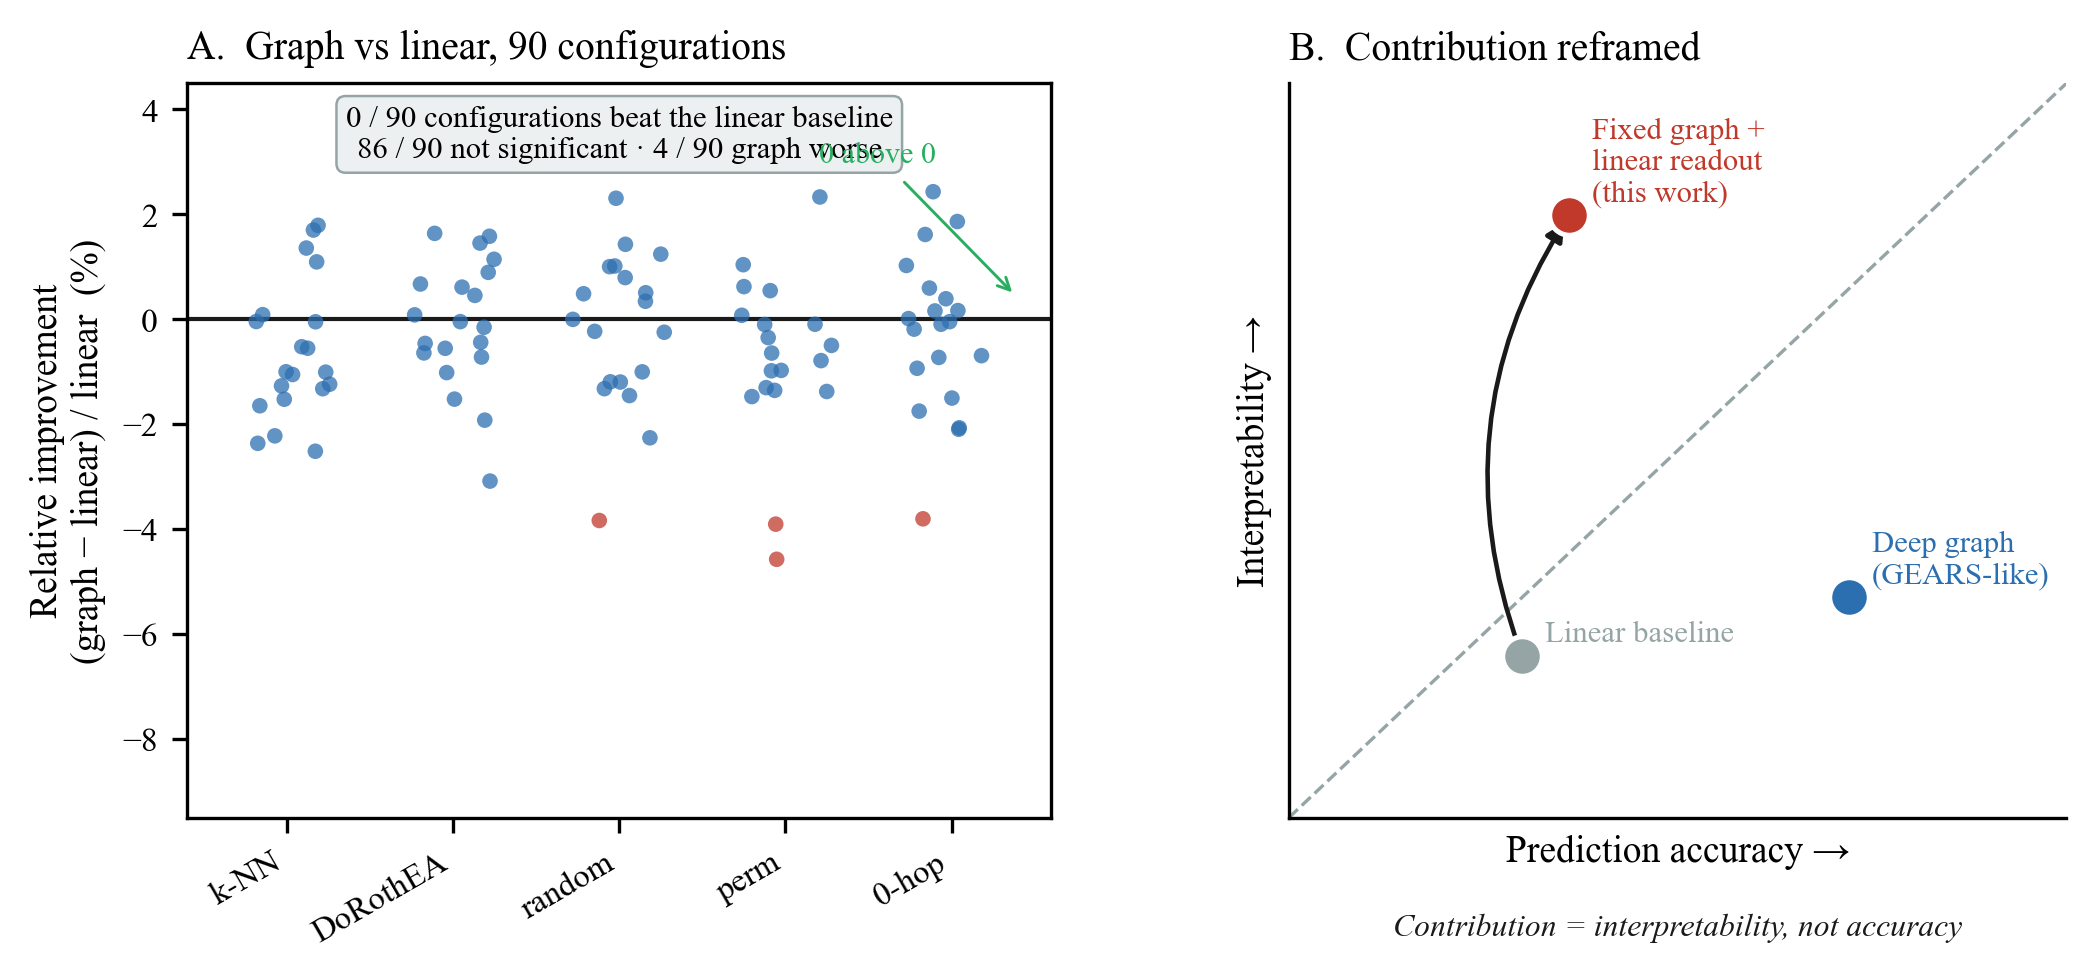 A.  Graph vs linear, 90 configurations
0 / 90 configurations beat the linear baseline
86 / 90 not significant · 4 / 90 graph worse
0 above 0
Relative improvement
(graph − linear) / linear (%)
4
2
0
−2
−4
−6
−8
k-NN
DoRothEA
random
perm
0-hop
B.  Contribution reframed
Fixed graph +
linear readout
(this work)
Deep graph
(GEARS-like)
Linear baseline
Interpretability →
Prediction accuracy →
Contribution = interpretability, not accuracy